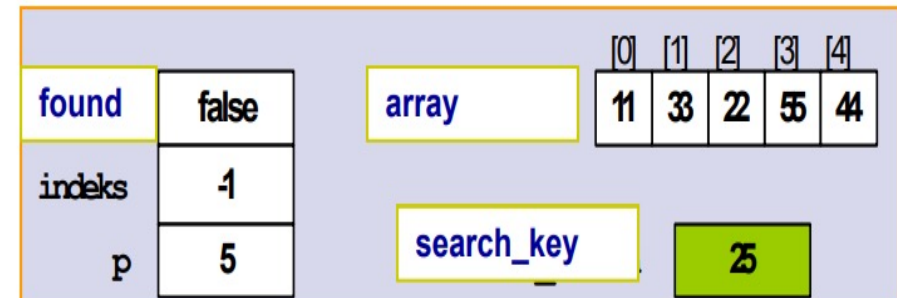 [0] [1] [2] [3] [4]
found false array 11 33 22 55 44
indeks -1
search_key 25
p 5